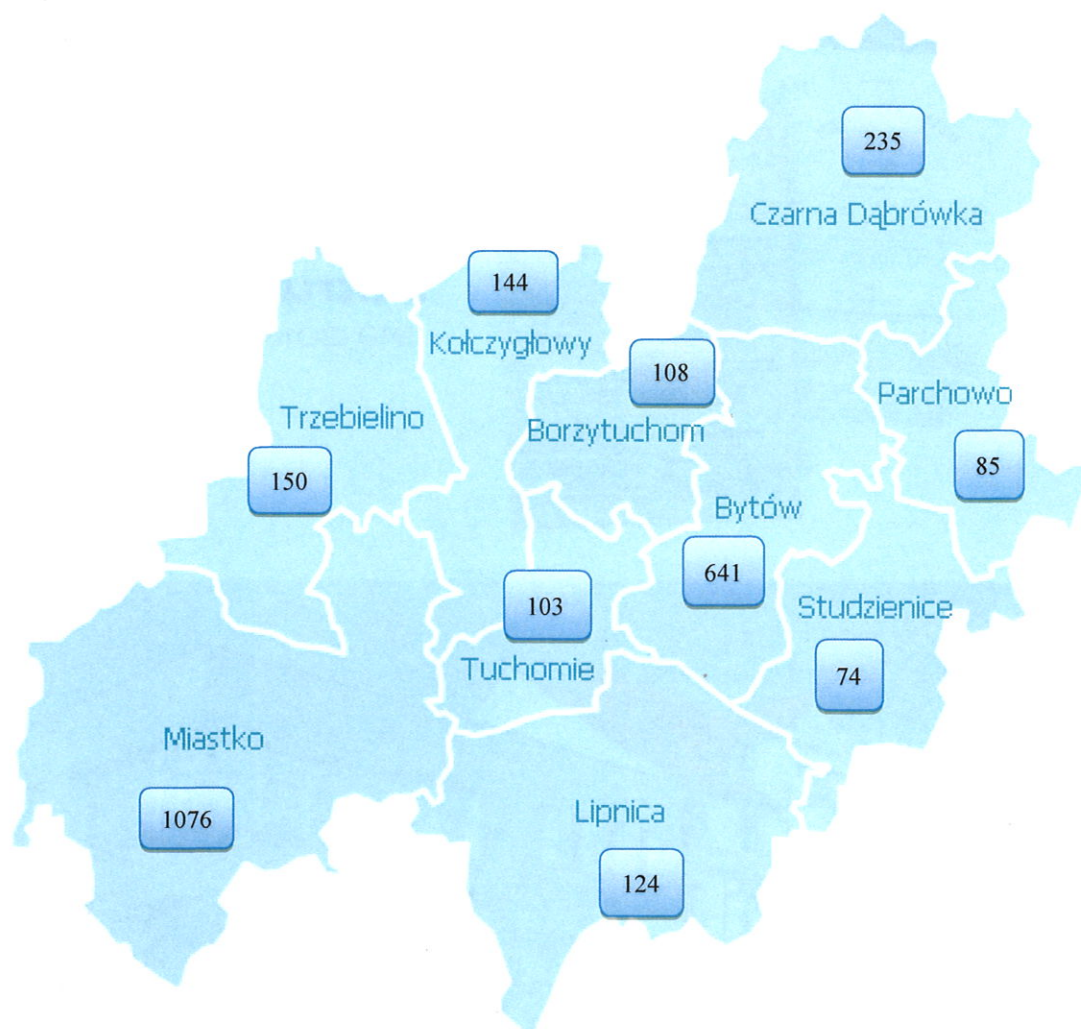 235
Czarna Dąbrówka
144
Kołczygłowy
108
Borzytuchom
Parchowo
85
Trzebielino
150
Bytów
641
103
Tuchomie
Studzienice
74
Miastko
1076
Lipnica
124